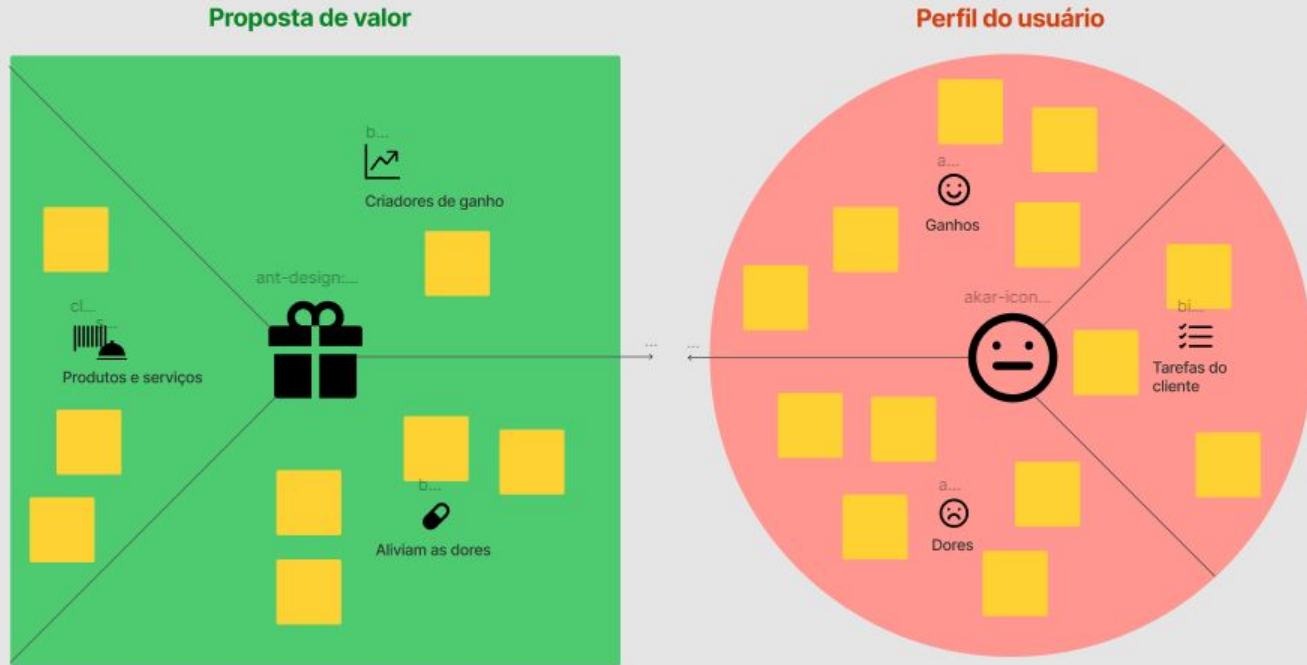 Proposta de valor
Perfil do usuário
b...
Criadores de ganho
a...
Ganhos
ant-design:...
akar-icon...
cl...
s...
Produtos e serviços
...
...
bi...
Tarefas do
cliente
b...
Aliviam as dores
a...
Dores